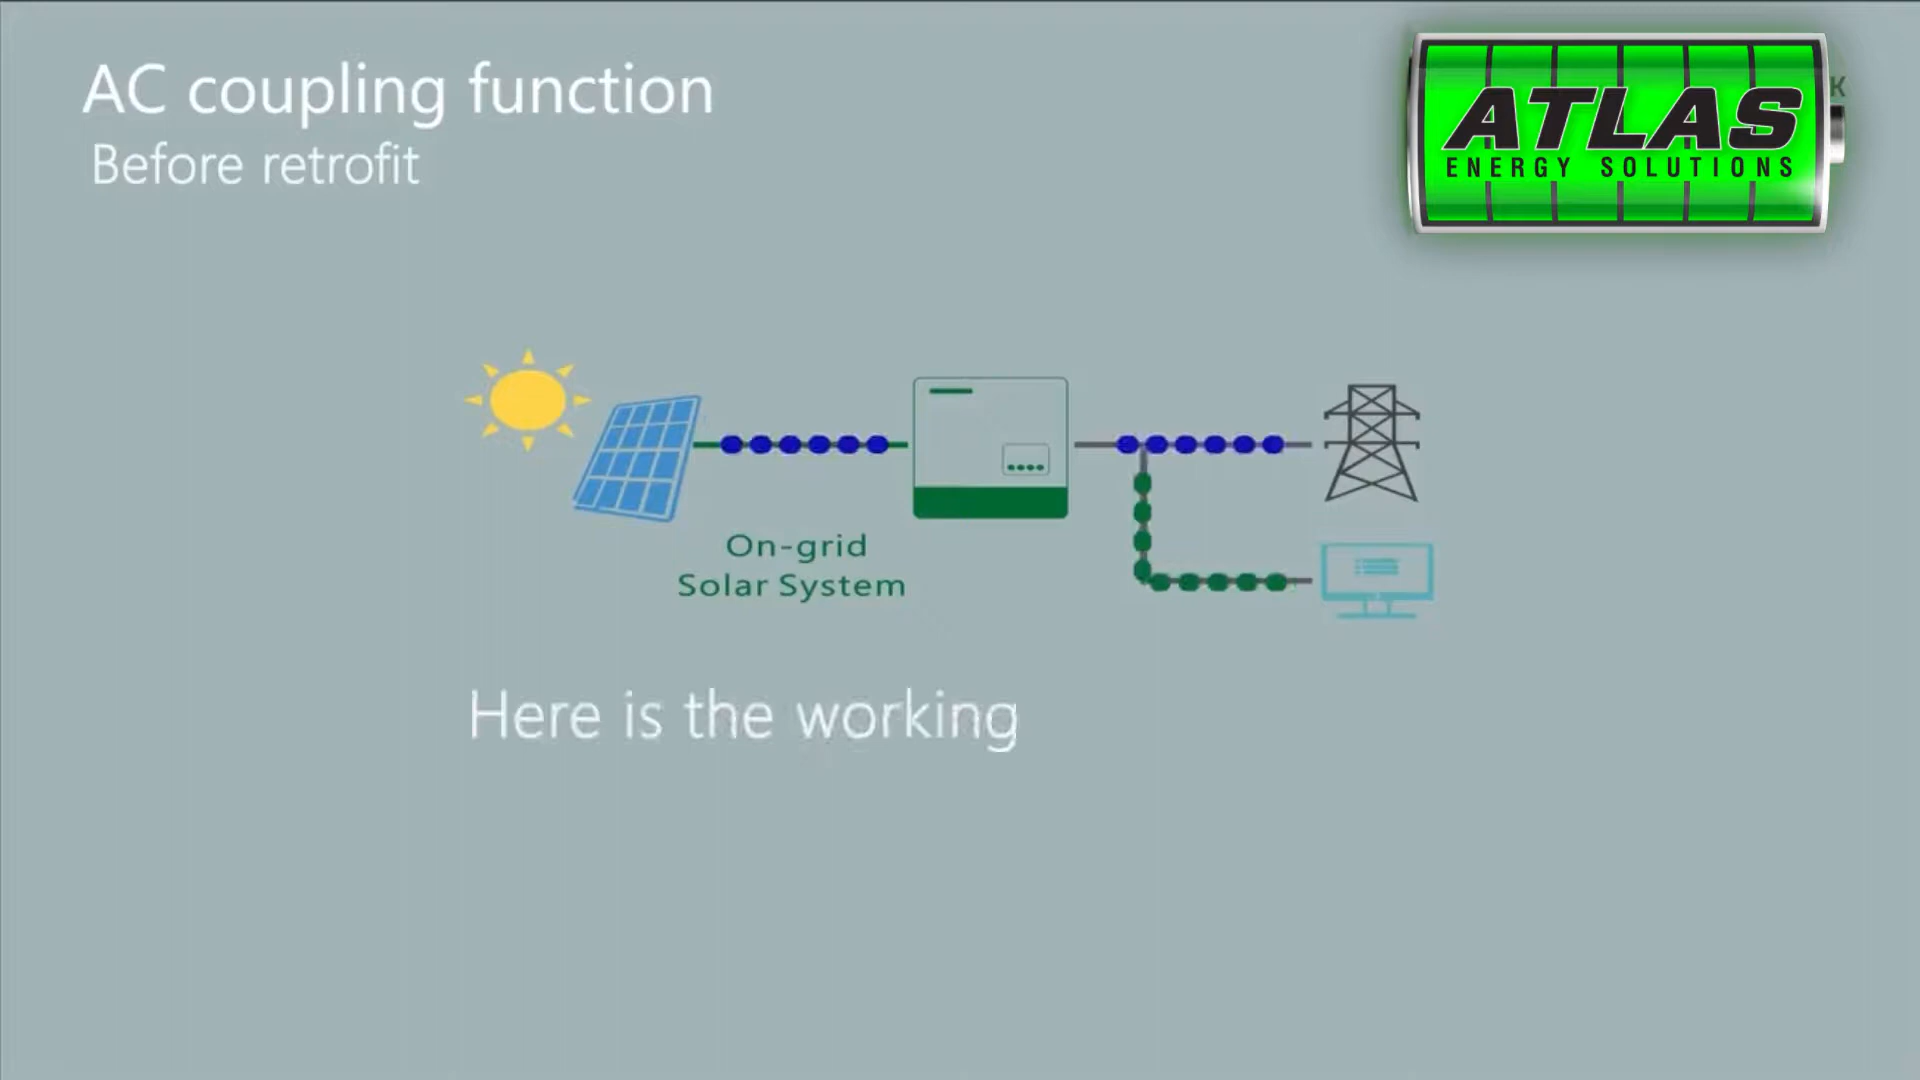 AC coupling function
Before retrofit
ATLAS
ENERGY SOLUTIONS
K
On-grid
Solar System
Here is the working